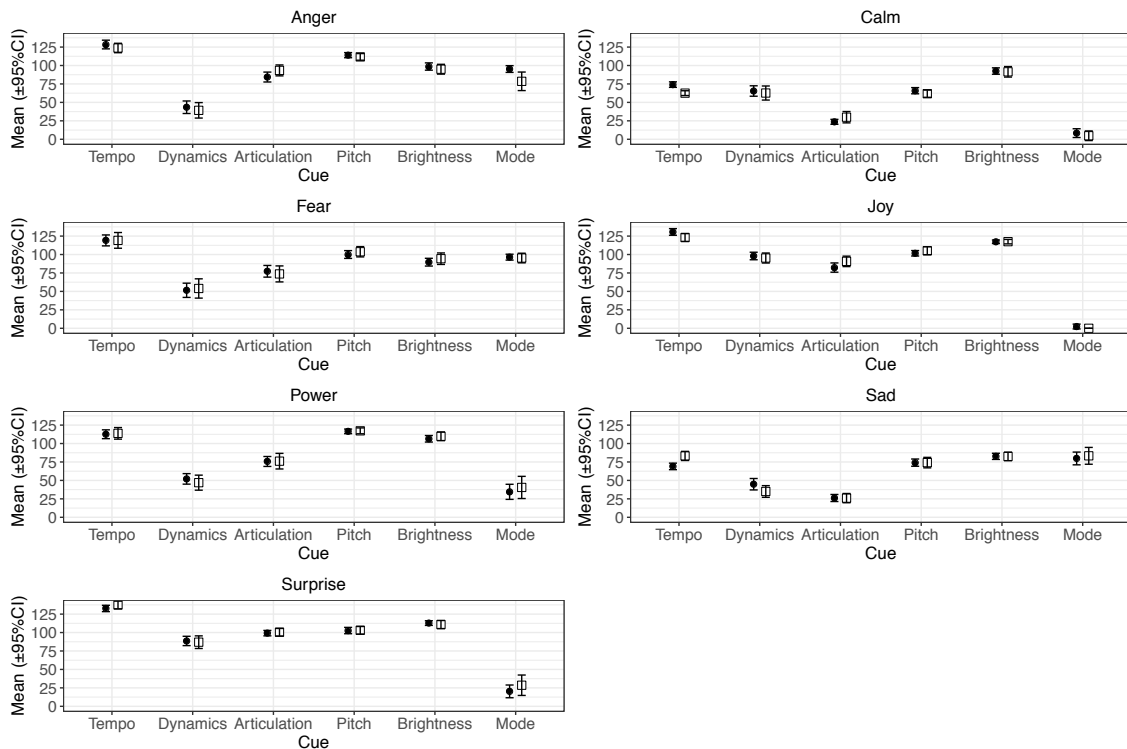 Anger
Mean (±95%CI)
125
100
75
50
25
0
Tempo Dynamics Articulation Pitch Brightness Mode
Cue
Calm
Mean (±95%CI)
125
100
75
50
25
0
Tempo Dynamics Articulation Pitch Brightness Mode
Cue
Fear
Mean (±95%CI)
125
100
75
50
25
0
Tempo Dynamics Articulation Pitch Brightness Mode
Cue
Joy
Mean (±95%CI)
125
100
75
50
25
0
Tempo Dynamics Articulation Pitch Brightness Mode
Cue
Power
Mean (±95%CI)
125
100
75
50
25
0
Tempo Dynamics Articulation Pitch Brightness Mode
Cue
Sad
Mean (±95%CI)
125
100
75
50
25
0
Tempo Dynamics Articulation Pitch Brightness Mode
Cue
Surprise
Mean (±95%CI)
125
100
75
50
25
0
Tempo Dynamics Articulation Pitch Brightness Mode
Cue